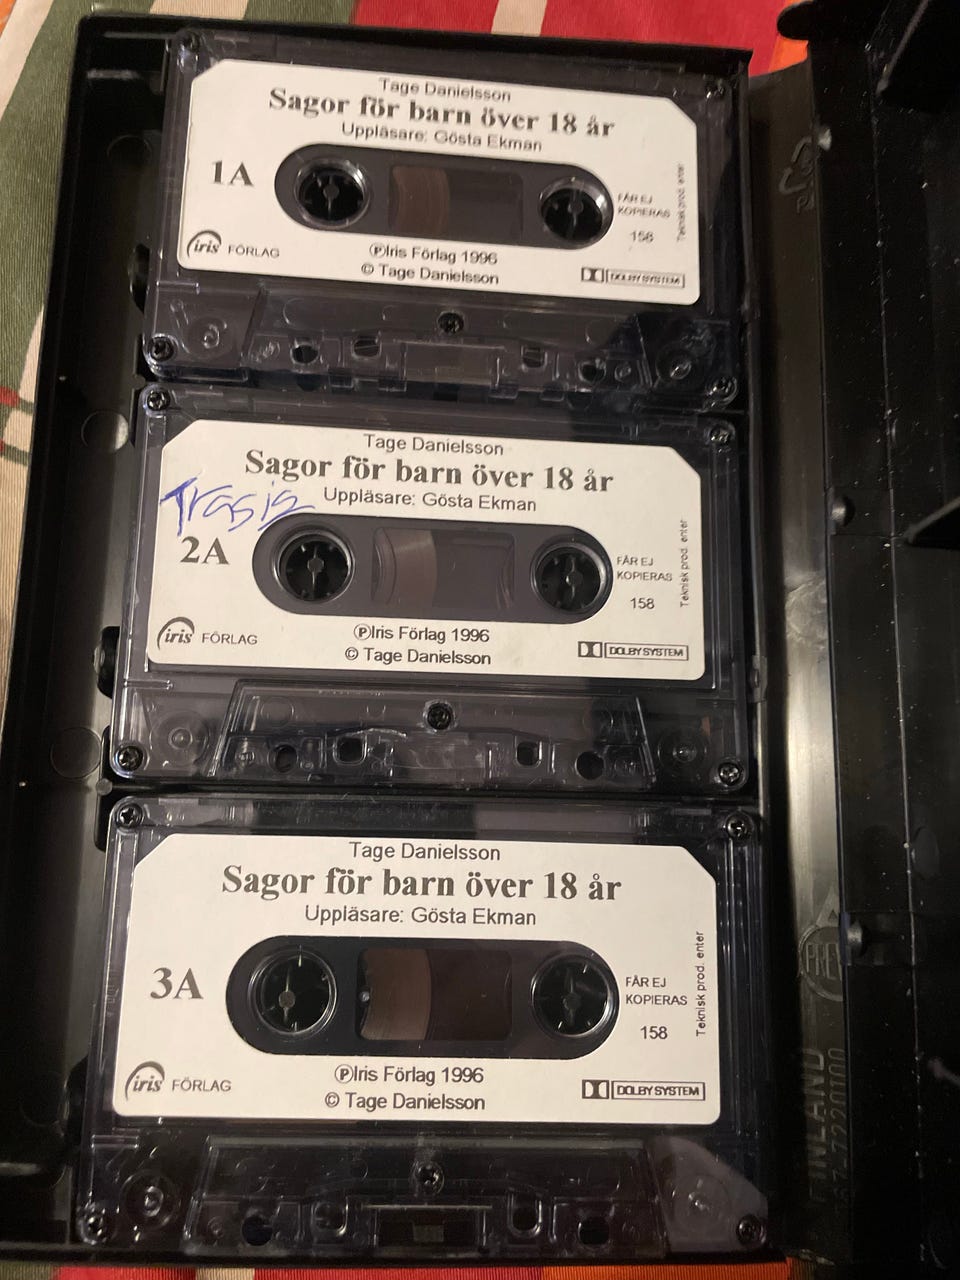 Tage Danielsson
Sagor för barn över 18 år
Uppläsare: Gösta Ekman
1A
FÅR EJ
KOPIERAS
158
Teknisk prod. enter
iris FÖRLAG
ⓅIris Förlag 1996
© Tage Danielsson
DOLBY SYSTEM
Tage Danielsson
Sagor för barn över 18 år
Uppläsare: Gösta Ekman
2A
FÅR EJ
KOPIERAS
158
Teknisk prod. enter
iris FÖRLAG
ⓅIris Förlag 1996
© Tage Danielsson
DOLBY SYSTEM
Tage Danielsson
Sagor för barn över 18 år
Uppläsare: Gösta Ekman
3A
FÅR EJ
KOPIERAS
158
Teknisk prod. enter
iris FÖRLAG
ⓅIris Förlag 1996
© Tage Danielsson
DOLBY SYSTEM
FINLAND